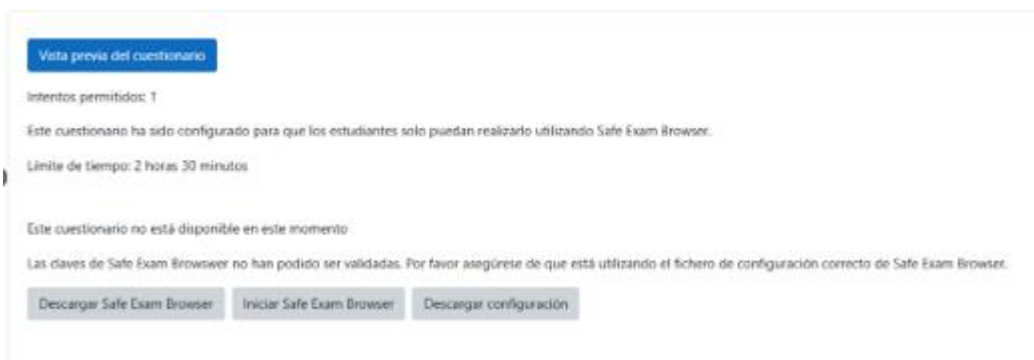 Vista previa del cuestionario
Intentos permitidos: 1
Este cuestionario ha sido configurado para que los estudiantes solo puedan realizarlo utilizando Safe Exam Browser.
Límite de tiempo: 2 horas 30 minutos
Este cuestionario no está disponible en este momento
Las claves de Safe Exam Browswer no han podido ser validadas. Por favor asegúrese de que está utilizando el fichero de configuración correcto de Safe Exam Browser.
Descargar Safe Exam Browser Iniciar Safe Exam Browser Descargar configuración